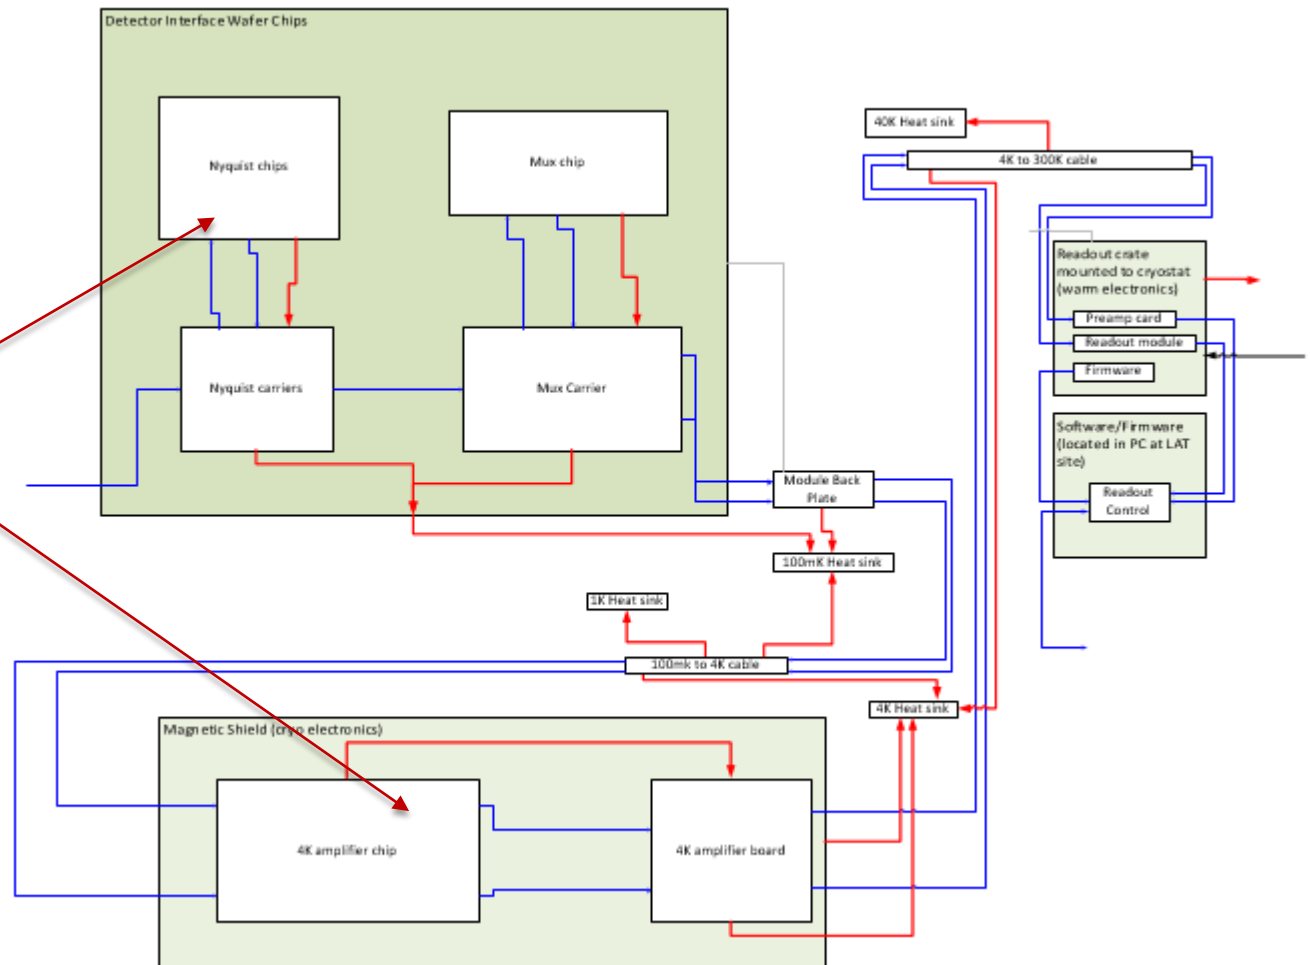 Detector Interface Wafer Chips
Nyquist chips
Mux chip
40K Heat sink
4K to 300K cable
Readout crate
mounted to cryostat
(warm electronics)
Preamp card
Readout module
Firmware
Nyquist carriers
Mux Carrier
Software/Firmware
(located in PC at LAT
site)
Readout
Control
Module Back
Plate
100mK Heat sink
1K Heat sink
100mk to 4K cable
4K Heat sink
Magnetic Shield (cryo electronics)
4K amplifier chip
4K amplifier board